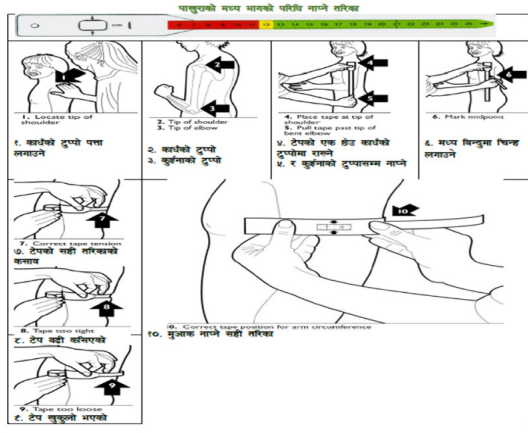 पाखुराको मध्य भागको परिधि नाप्ने तरिका
1. Locate tip of
shoulder
१. काधँको टुप्पो पत्ता
लगाउने
2. Tip of shoulder
3. Tip of elbow
२. काधँको टुप्पो
३. कुईनाको टुप्पो
4. Place tape at tip of
shoulder
5. Pull tape past tip of
bent elbow
४. टेपको एक छेउ काधँको
टुप्पोमा राख्ने
५. र कुईनाको टुप्पासम्म नाप्ने
6. Mark midpoint
६. मध्य बिन्दुमा चिन्ह
लगाउने
7. Correct tape tension
७. टेपको सही तरिकाको
कसाव
8. Tape too tight
८. टेप बढी कसिएको
9. Tape too loose
९. टेप खुकुलो भएको
0. Correct tape position for arm circumference
१०. मुआक नाप्ने सही तरिका